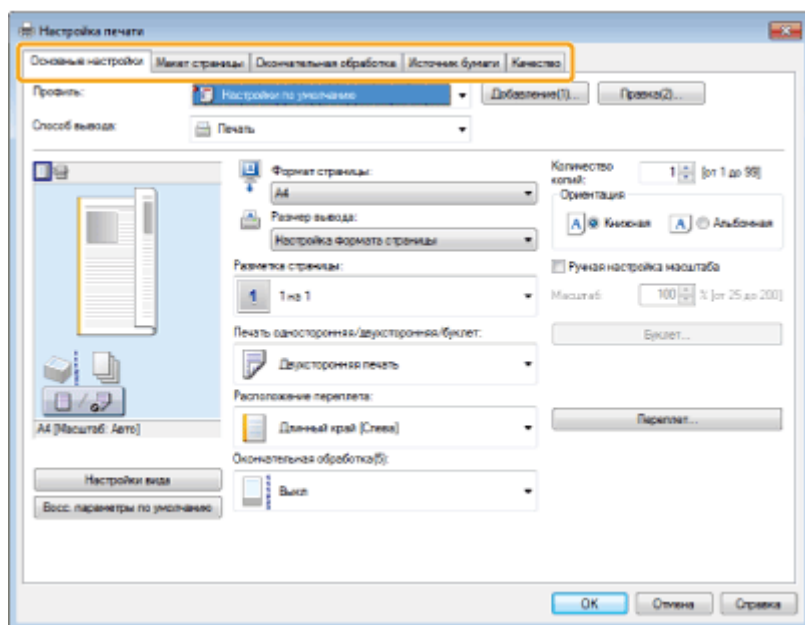 Настройка печати
Основные настройки Макет страницы Окончательная обработка Источник бумаги Качество
Профиль: Настройки по умолчанию Добавление(1)... Правка(2)...
Способ вывода: Печать
Формат страницы:
A4
Размер вывода:
Настройка формата страницы
Количество копий: 1 [от 1 до 99]
Ориентация
A Книжная A Альбомная
Разметка страницы:
1 1 на 1
Ручная настройка масштаба
Масштаб: 100 % [от 25 до 200]
Печать односторонняя/двухсторонняя/буклет:
Двухсторонняя печать
Буклет...
Расположение переплета:
Длинный край [Слева]
Переплет...
A4 [Масштаб: Авто]
Окончательная обработка(5):
Выкл
Настройки вида
Восс. параметры по умолчанию
OK Отмена Справка